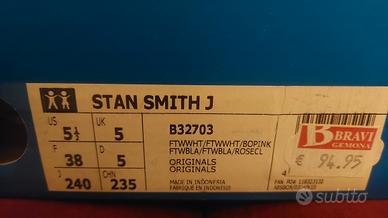 STAN SMITH J
US UK
5½ 5
B32703
F D
38 5
FTWWHT/FTWWHT/BOPINK
FTWBLA/FTWBLA/ROSECL
ORIGINALS
ORIGINALS
J CHN
240 235
MADE IN INDONESIA
FABRIQUE EN INDONESIE
BRAVI
GEMONA
€ 94.95
subito